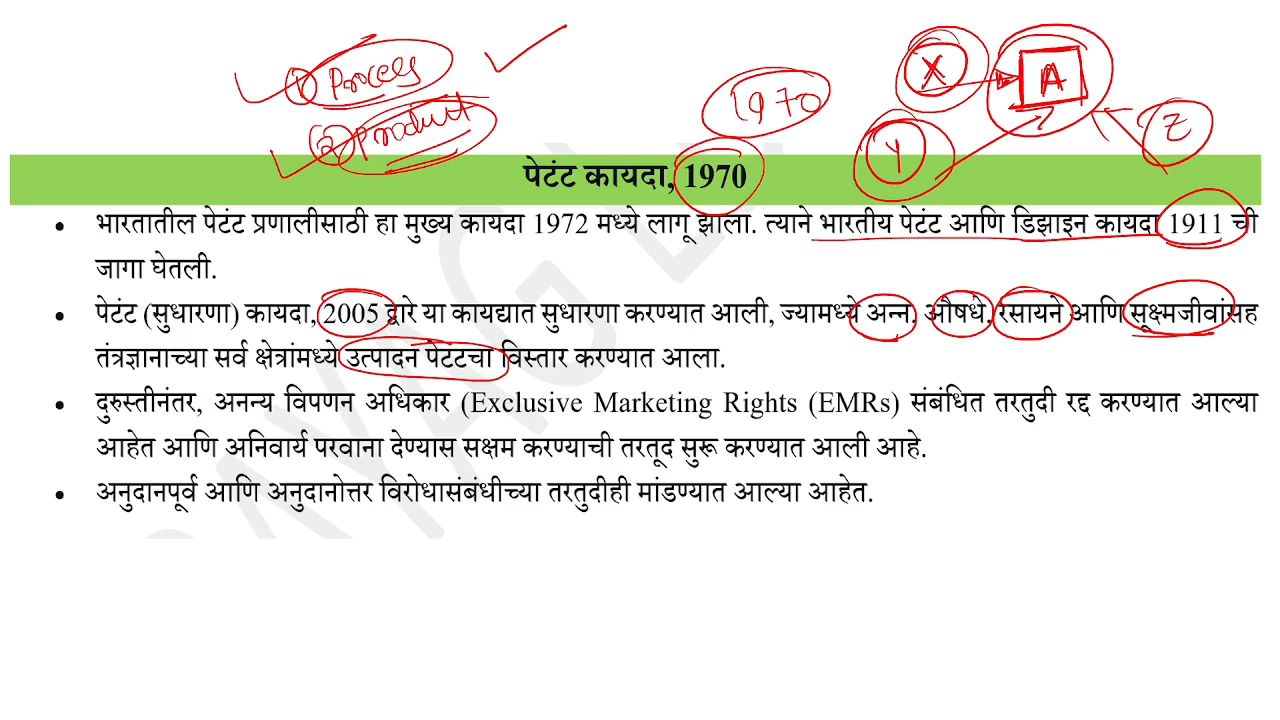 ① Process
② Product
1970
X
A
Y
Z
पेटंट कायदा, 1970
• भारतातील पेटंट प्रणालीसाठी हा मुख्य कायदा 1972 मध्ये लागू झाला. त्याने भारतीय पेटंट आणि डिझाइन कायदा 1911 ची
जागा घेतली.
• पेटंट (सुधारणा) कायदा, 2005 द्वारे या कायद्यात सुधारणा करण्यात आली, ज्यामध्ये अन्न, औषधे, रसायने आणि सूक्ष्मजीवांसह
तंत्रज्ञानाच्या सर्व क्षेत्रांमध्ये उत्पादन पेटंटचा विस्तार करण्यात आला.
• दुरुस्तीनंतर, अनन्य विपणन अधिकार (Exclusive Marketing Rights (EMRs) संबंधित तरतुदी रद्द करण्यात आल्या
आहेत आणि अनिवार्य परवाना देण्यास सक्षम करण्याची तरतूद सुरू करण्यात आली आहे.
• अनुदानपूर्व आणि अनुदानोत्तर विरोधासंबंधीच्या तरतुदीही मांडण्यात आल्या आहेत.